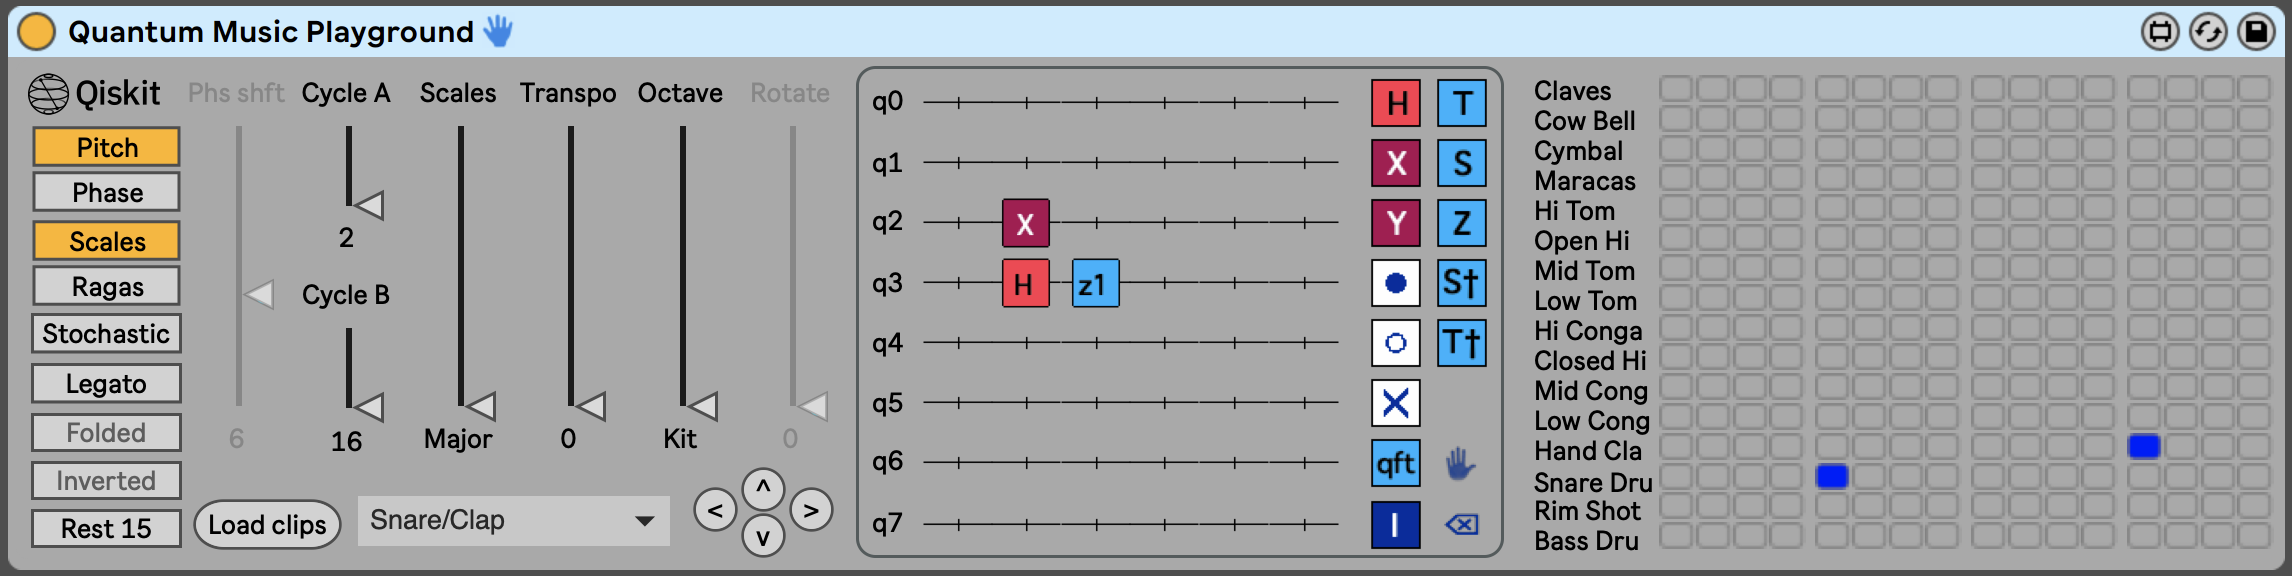 Quantum Music Playground
Qiskit
Phs shft
Cycle A
Scales
Transpo
Octave
Rotate
Pitch
Phase
Scales
Ragas
Stochastic
Legato
Folded
Inverted
Rest 15
2
Cycle B
6
16
Major
0
Kit
0
Load clips
Snare/Clap
<
^
v
>
q0
q1
q2
X
q3
H
z1
q4
q5
q6
q7
H T
X S
Y Z
S†
T†
qft
I
Claves
Cow Bell
Cymbal
Maracas
Hi Tom
Open Hi
Mid Tom
Low Tom
Hi Conga
Closed Hi
Mid Cong
Low Cong
Hand Cla
Snare Dru
Rim Shot
Bass Dru